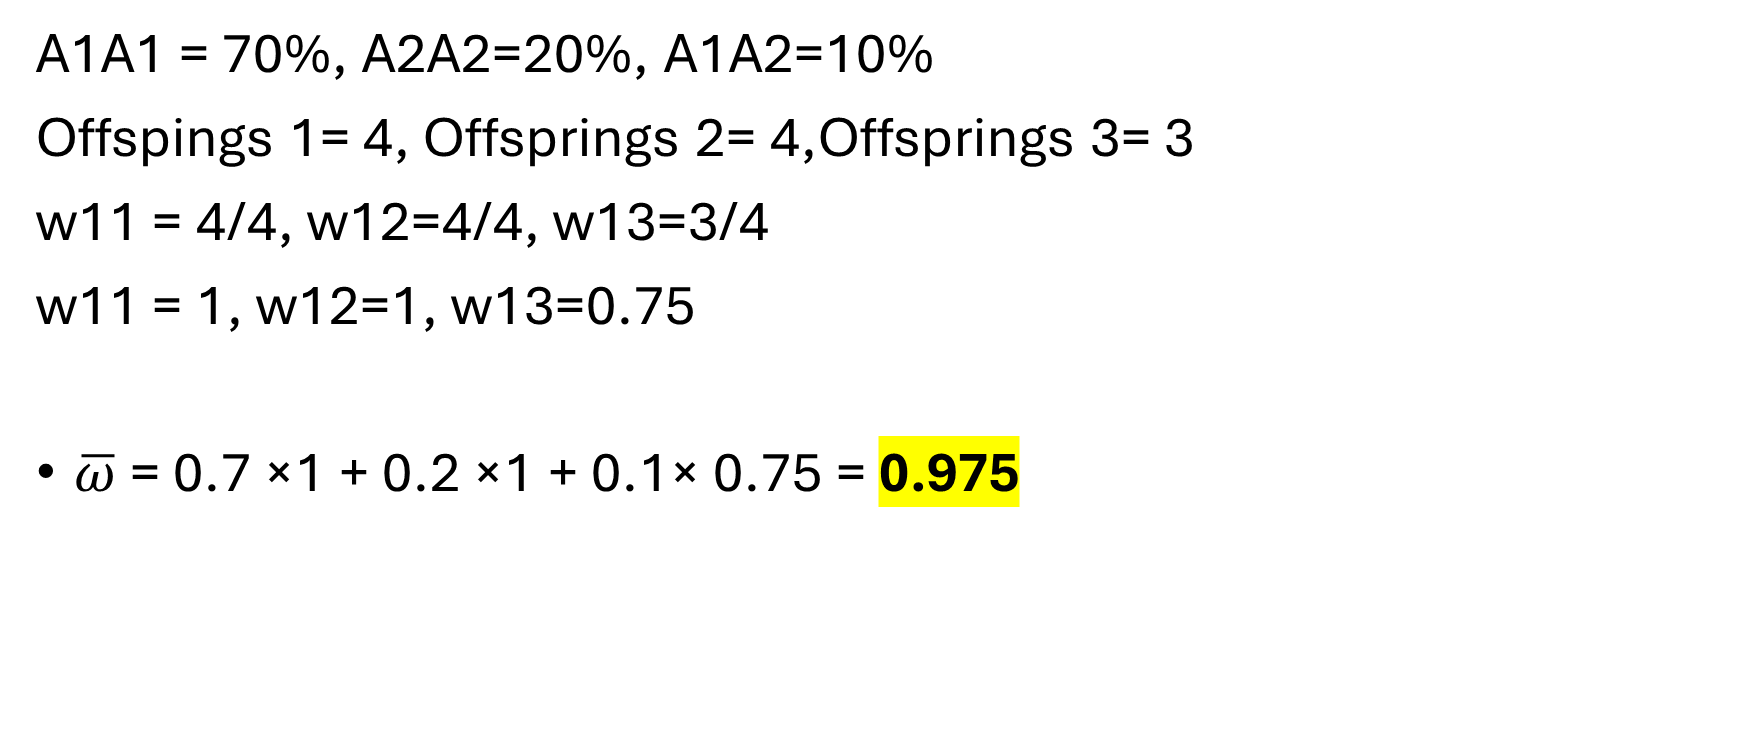 A1A1 = 70%, A2A2=20%, A1A2=10%
Offspings 1= 4, Offsprings 2= 4,Offsprings 3= 3
w11 = 4/4, w12=4/4, w13=3/4
w11 = 1, w12=1, w13=0.75
• ω̅ = 0.7 ×1 + 0.2 ×1 + 0.1× 0.75 = 0.975